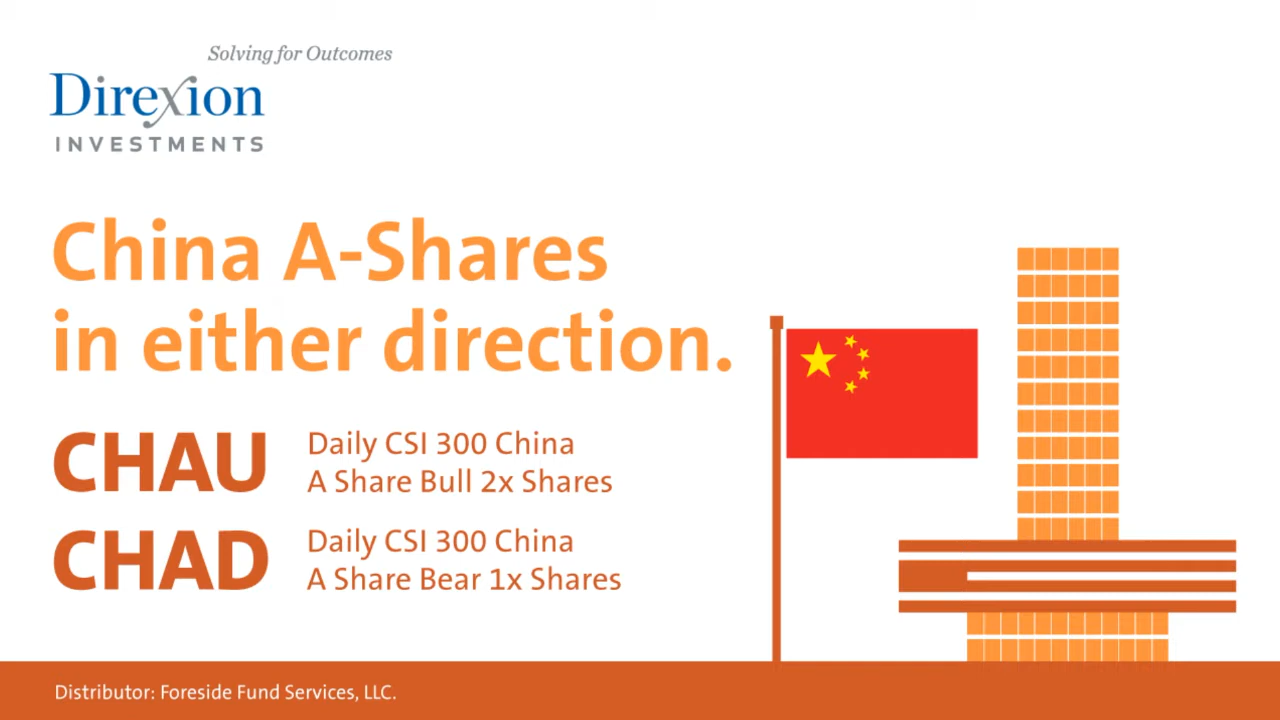 Solving for Outcomes
Direxion
INVESTMENTS
China A-Shares
in either direction.
CHAU
Daily CSI 300 China
A Share Bull 2x Shares
CHAD
Daily CSI 300 China
A Share Bear 1x Shares
Distributor: Foreside Fund Services, LLC.